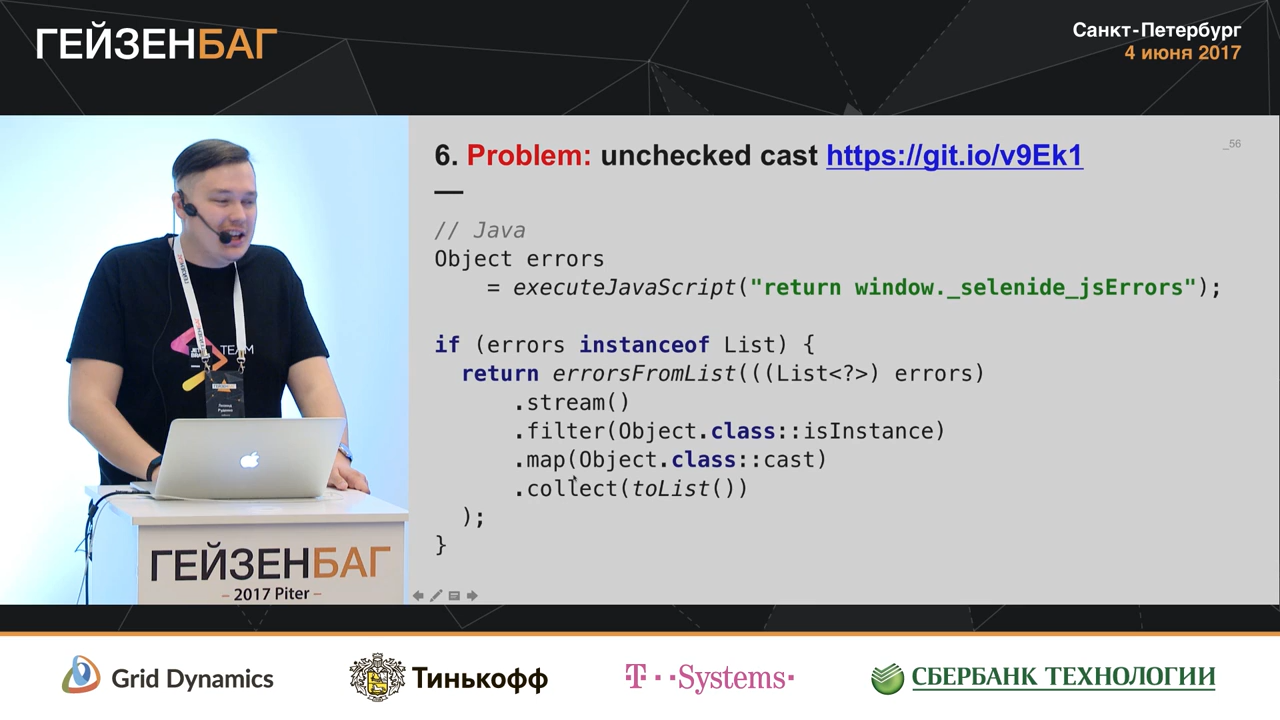 ГЕЙЗЕНБАГ
Санкт-Петербург
4 июня 2017
6. Problem: unchecked cast https://git.io/v9Ek1
_56
// Java
Object errors
= executeJavaScript("return window._selenide_jsErrors");
if (errors instanceof List) {
return errorsFromList(((List<?>) errors)
.stream()
.filter(Object.class::isInstance)
.map(Object.class::cast)
.collect(toList())
);
}
TEAM
ГЕЙЗЕНБАГ
- 2017 Piter -
Grid Dynamics
Тинькофф
T··Systems·
СБЕРБАНК ТЕХНОЛОГИИ